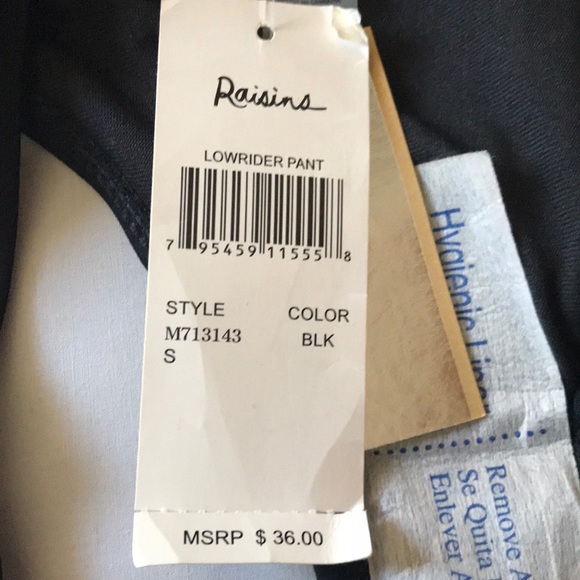 Raisins
LOWRIDER PANT
7 95459 11555 8
STYLE COLOR
M713143 BLK
S
MSRP $ 36.00
Hygienic
Remove
Se Quita
Enlever